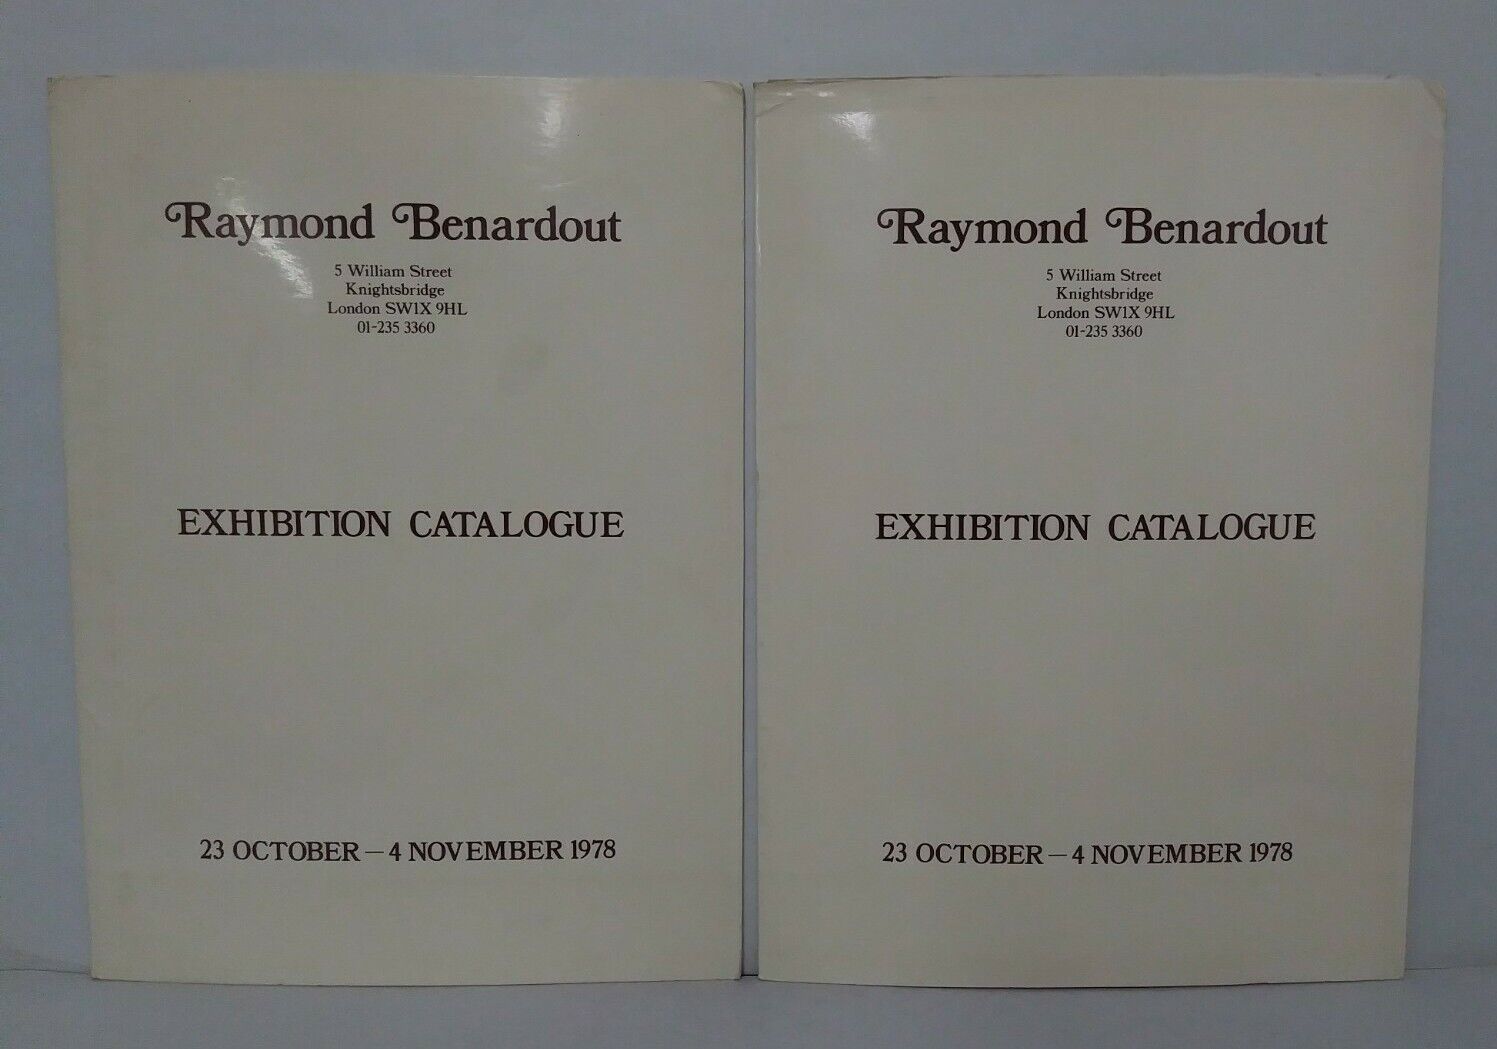 Raymond Benardout
5 William Street
Knightsbridge
London SW1X 9HL
01-235 3360
EXHIBITION CATALOGUE
23 OCTOBER — 4 NOVEMBER 1978
Raymond Benardout
5 William Street
Knightsbridge
London SW1X 9HL
01-235 3360
EXHIBITION CATALOGUE
23 OCTOBER — 4 NOVEMBER 1978